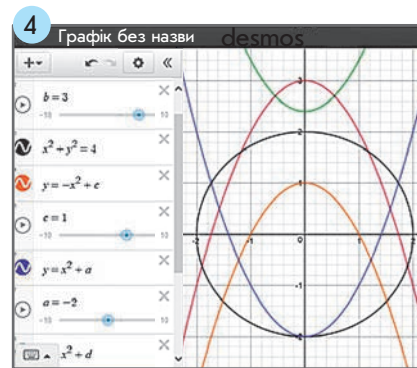 4
Графік без назви
desmos
b = 3
-10 10
x² + y² = 4
y = -x² + c
c = 1
-10 10
y = x² + a
a = -2
-10 10
x² + d
3
2
1
-2 -1 0 1 2
-1
-2